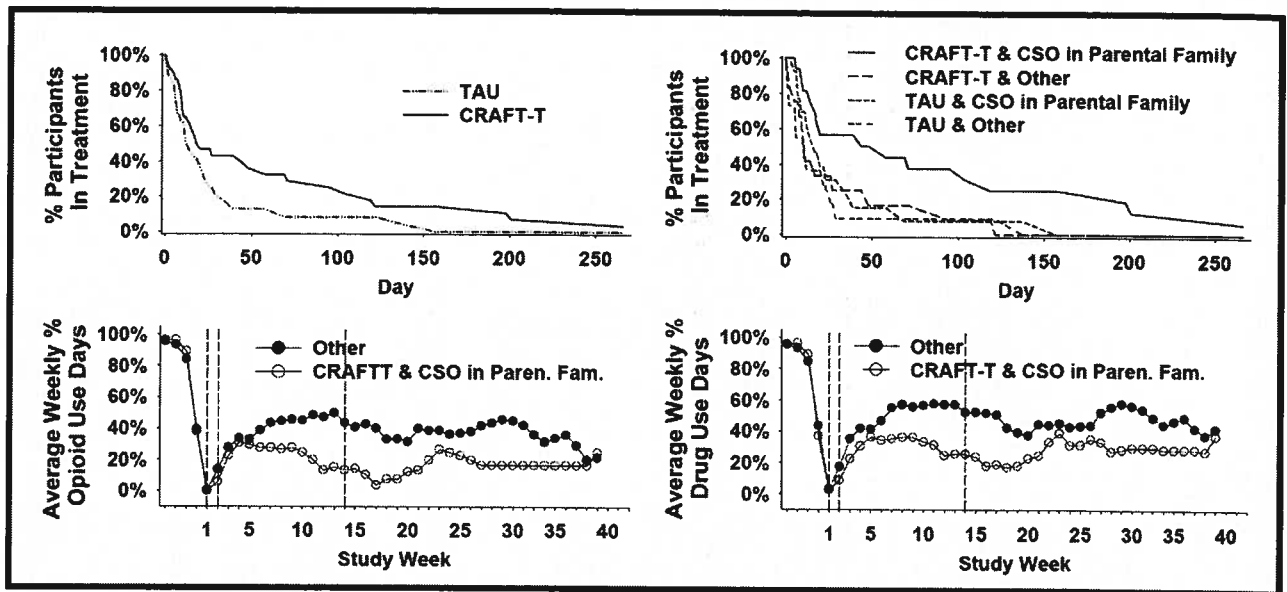 % Participants
In Treatment
100%
80%
60%
40%
20%
0%
TAU
CRAFT-T
0 50 100 150 200 250
Day
% Participants
In Treatment
100%
80%
60%
40%
20%
0%
CRAFT-T & CSO in Parental Family
CRAFT-T & Other
TAU & CSO in Parental Family
TAU & Other
0 50 100 150 200 250
Day
Average Weekly %
Opioid Use Days
100%
80%
60%
40%
20%
0%
Other
CRAFTT & CSO in Paren. Fam.
1 5 10 15 20 25 30 35 40
Study Week
Average Weekly %
Drug Use Days
100%
80%
60%
40%
20%
0%
Other
CRAFT-T & CSO in Paren. Fam.
1 5 10 15 20 25 30 35 40
Study Week